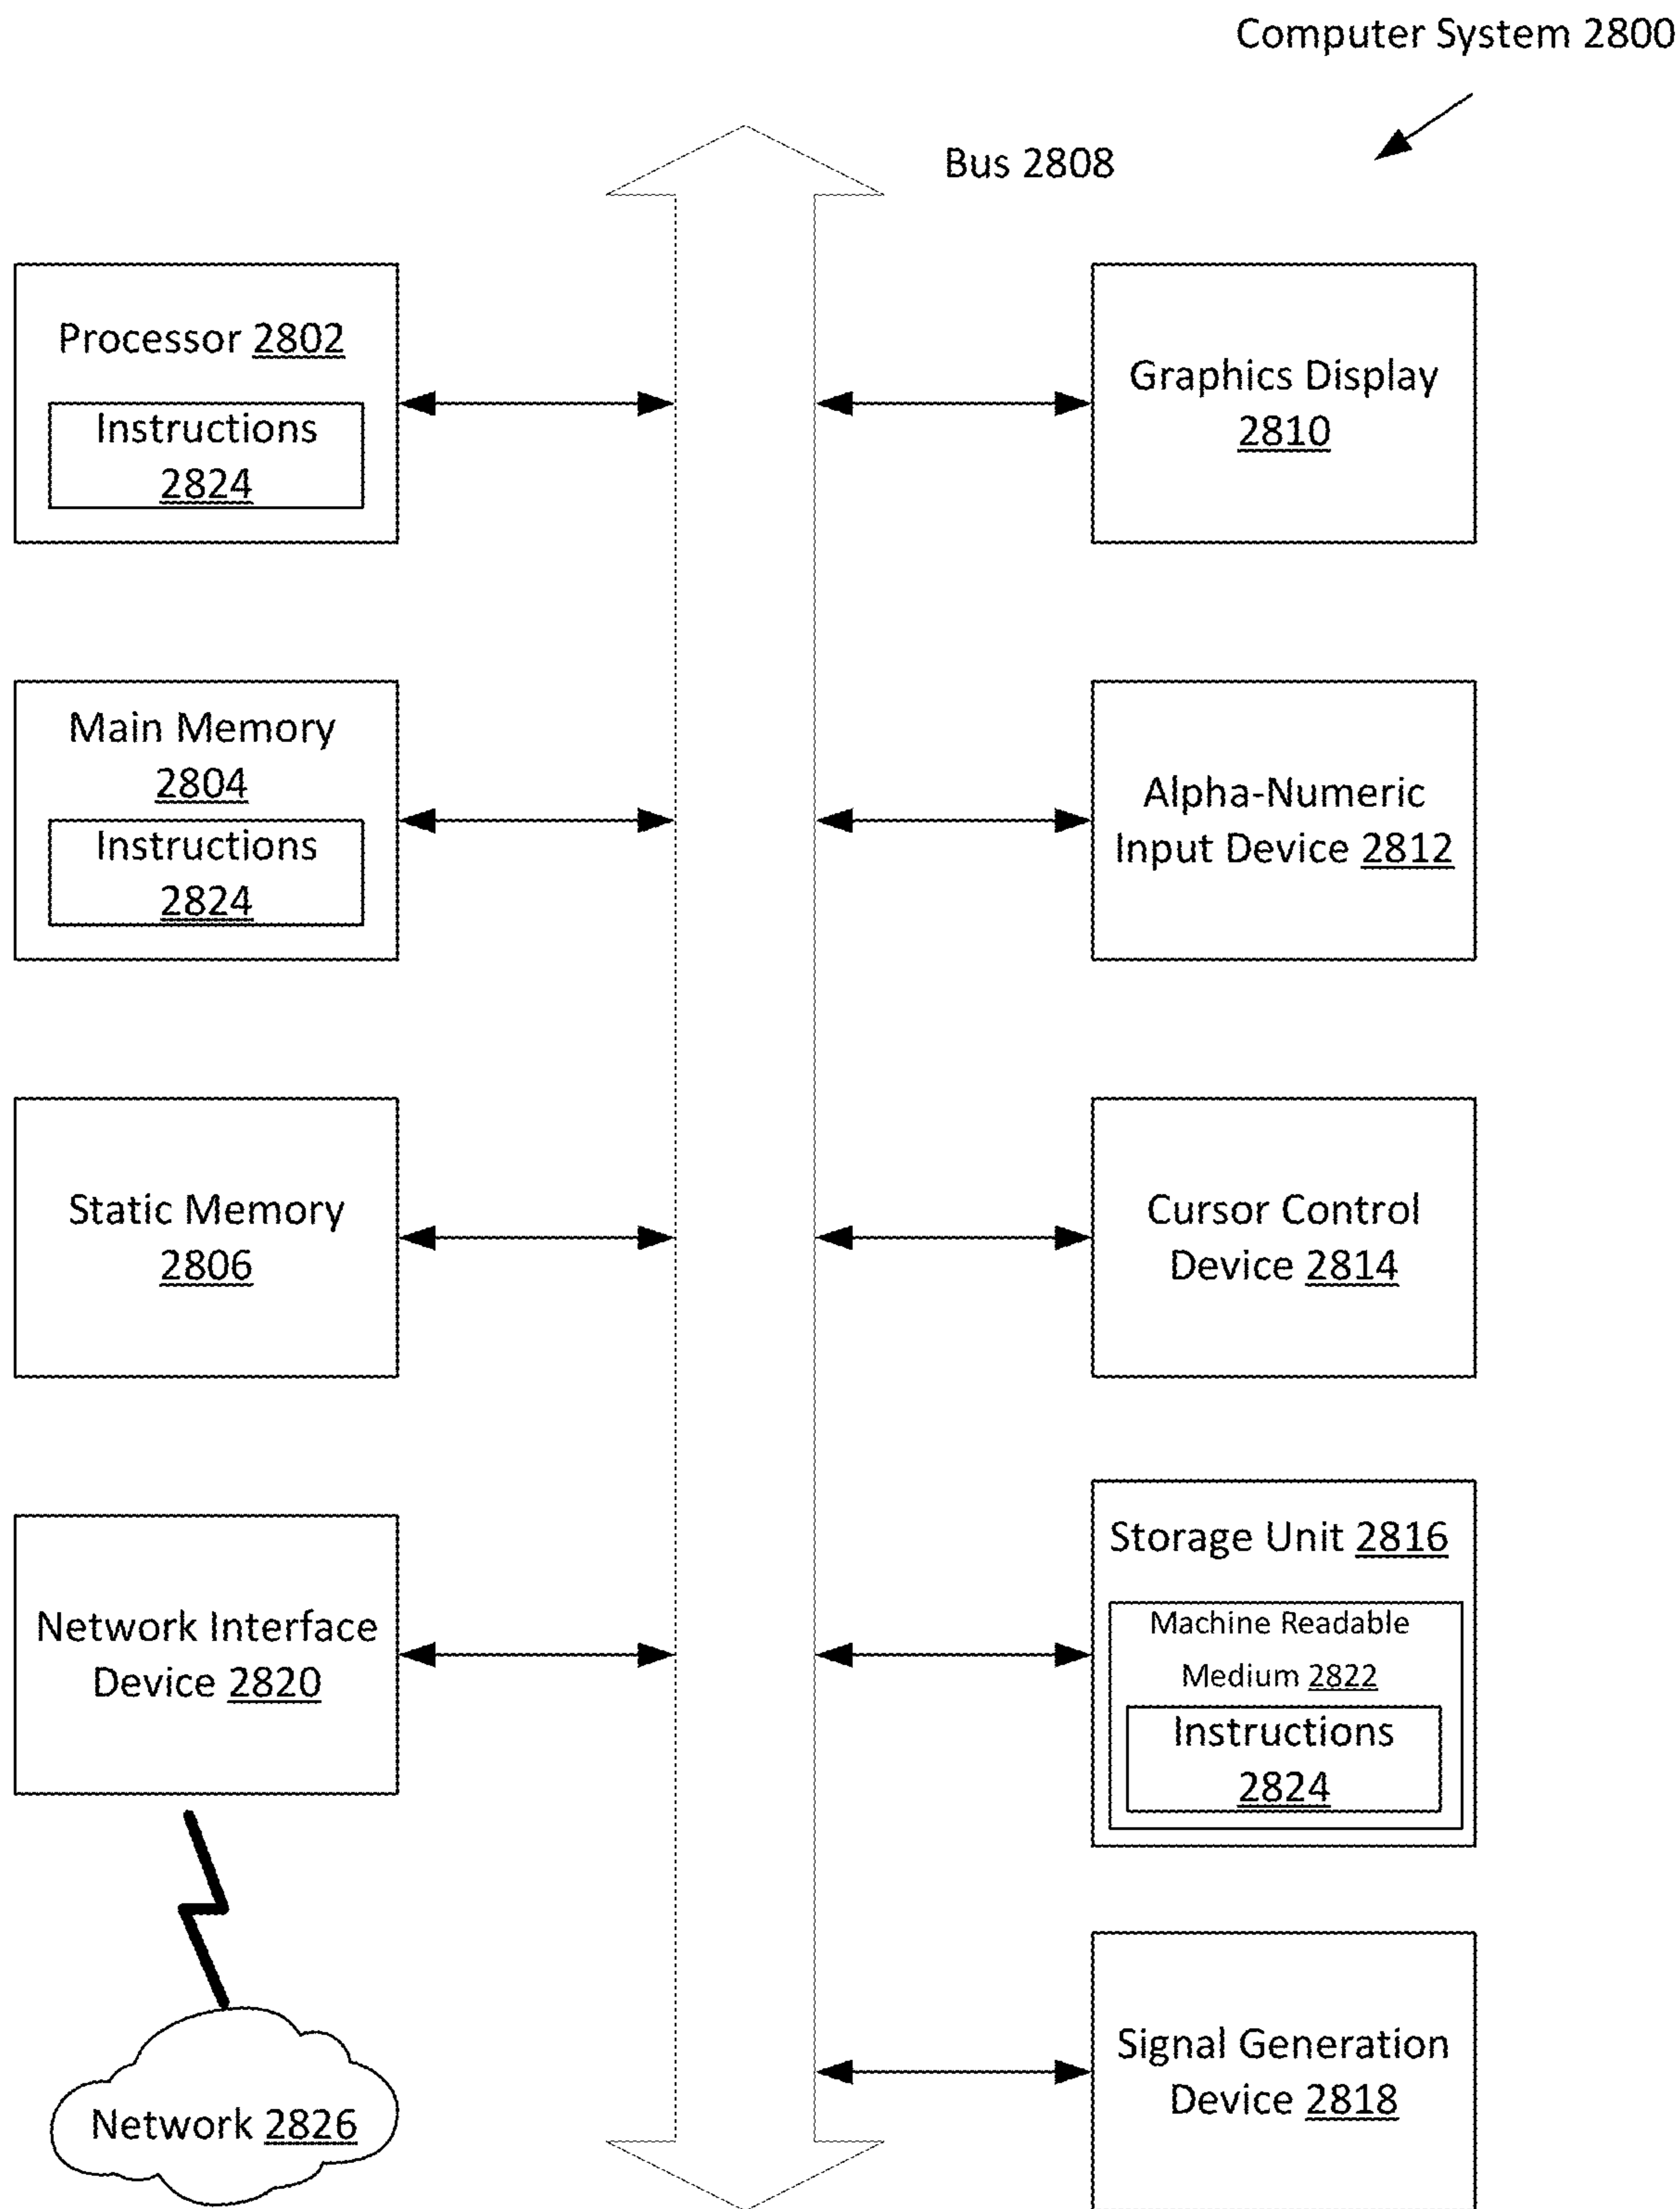 Computer System 2800
Bus 2808
Processor 2802
Instructions
2824
Graphics Display
2810
Main Memory
2804
Instructions
2824
Alpha-Numeric
Input Device 2812
Static Memory
2806
Cursor Control
Device 2814
Network Interface
Device 2820
Storage Unit 2816
Machine Readable
Medium 2822
Instructions
2824
Network 2826
Signal Generation
Device 2818